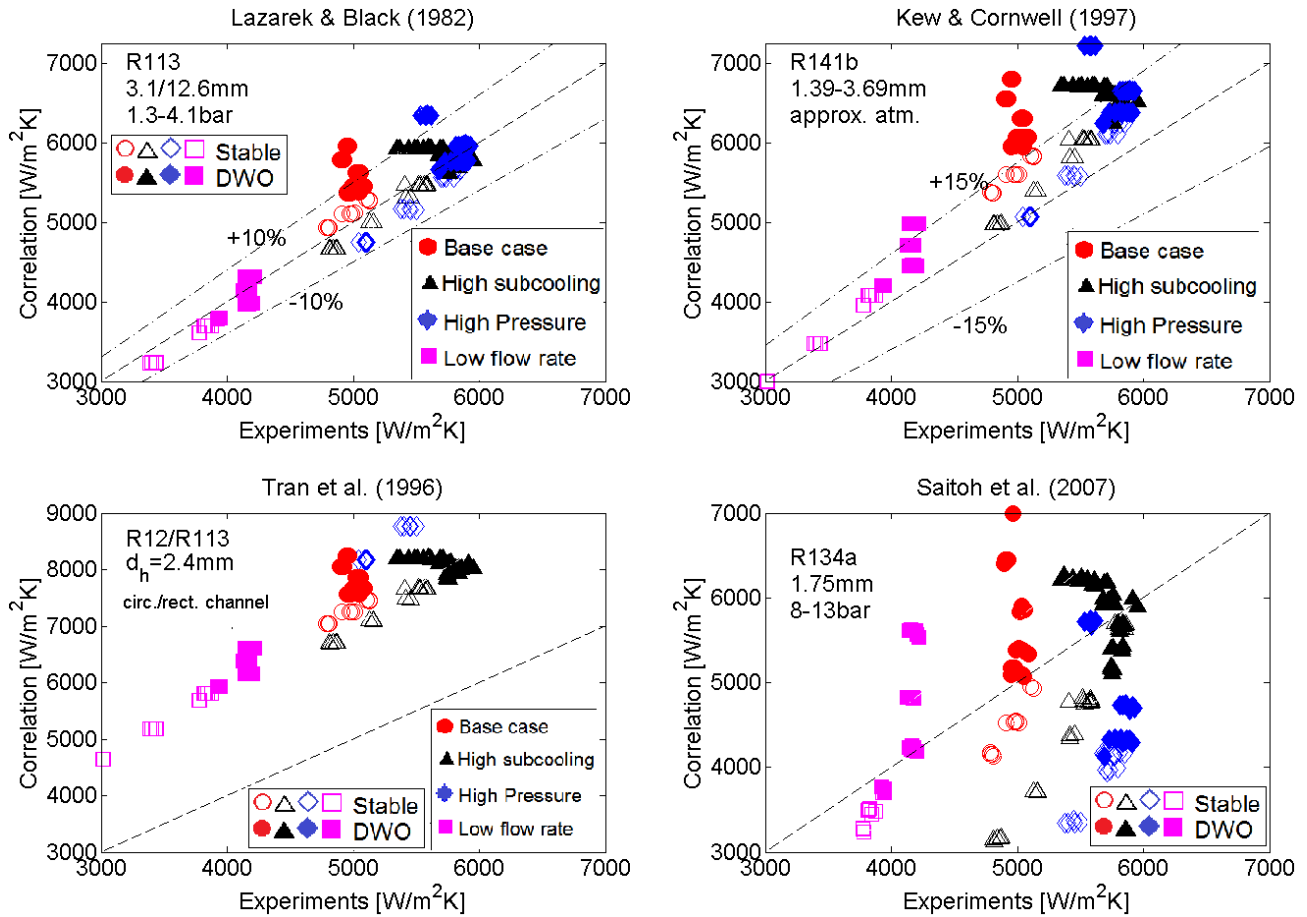 Lazarek & Black (1982)
Correlation [W/m²K]
7000
6000
5000
4000
3000
R113
3.1/12.6mm
1.3-4.1bar
Stable
DWO
+10%
-10%
Base case
High subcooling
High Pressure
Low flow rate
3000 4000 5000 6000 7000
Experiments [W/m²K]
Kew & Cornwell (1997)
Correlation [W/m²K]
7000
6000
5000
4000
3000
R141b
1.39-3.69mm
approx. atm.
+15%
-15%
Base case
High subcooling
High Pressure
Low flow rate
3000 4000 5000 6000 7000
Experiments [W/m²K]
Tran et al. (1996)
Correlation [W/m²K]
9000
8000
7000
6000
5000
4000
3000
R12/R113
dₕ=2.4mm
circ./rect. channel
Stable
DWO
Base case
High subcooling
High Pressure
Low flow rate
3000 4000 5000 6000 7000
Experiments [W/m²K]
Saitoh et al. (2007)
Correlation [W/m²K]
7000
6000
5000
4000
3000
R134a
1.75mm
8-13bar
Stable
DWO
3000 4000 5000 6000 7000
Experiments [W/m²K]